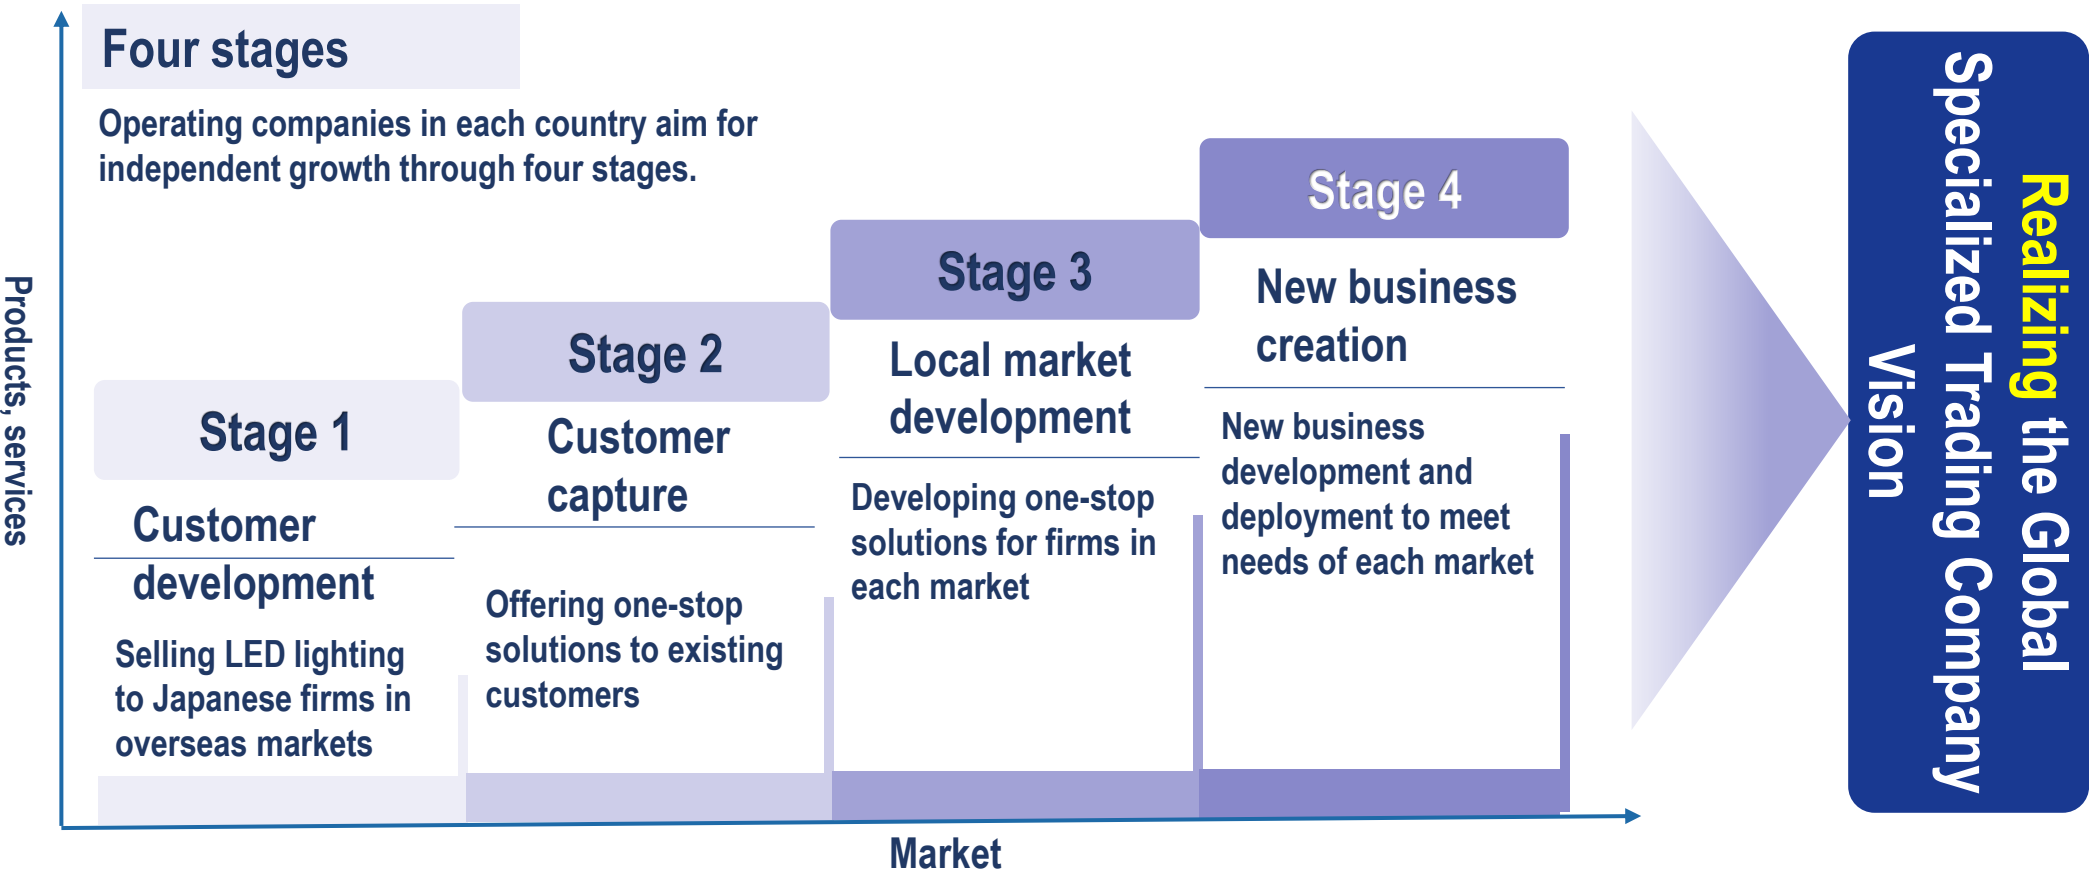 Four stages
Operating companies in each country aim for
independent growth through four stages.
Products, services
Stage 1
Customer
development
Selling LED lighting
to Japanese firms in
overseas markets
Stage 2
Customer
capture
Offering one-stop
solutions to existing
customers
Stage 3
Local market
development
Developing one-stop
solutions for firms in
each market
Stage 4
New business
creation
New business
development and
deployment to meet
needs of each market
Market
Realizing the Global
Specialized Trading Company
Vision